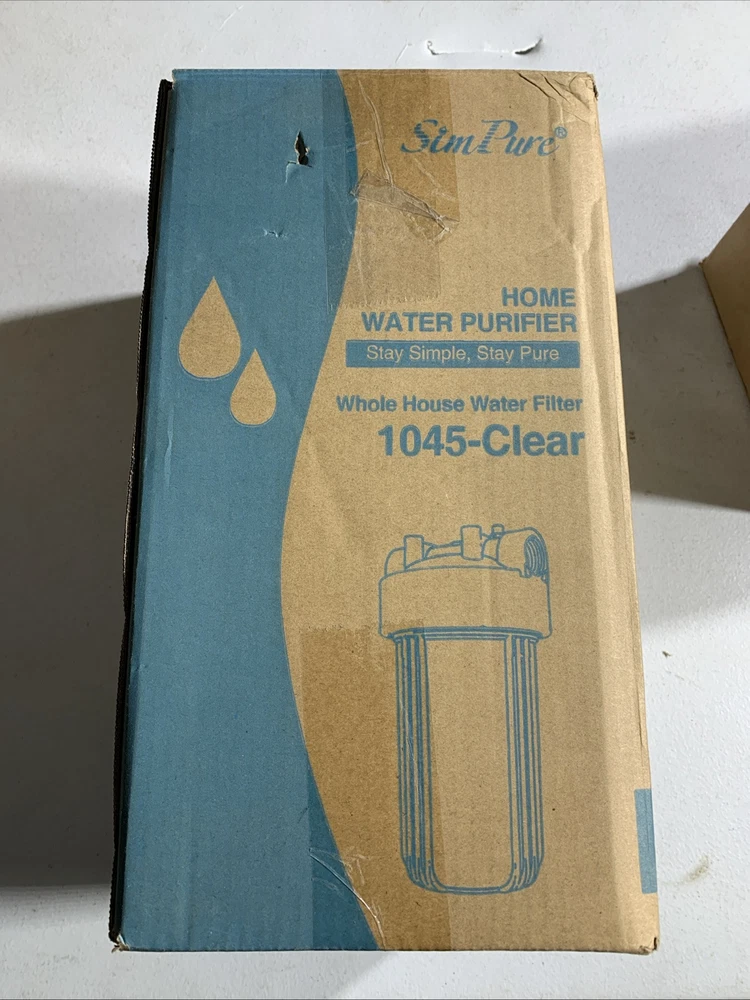 SimPure®
HOME
WATER PURIFIER
Stay Simple, Stay Pure
Whole House Water Filter
1045-Clear